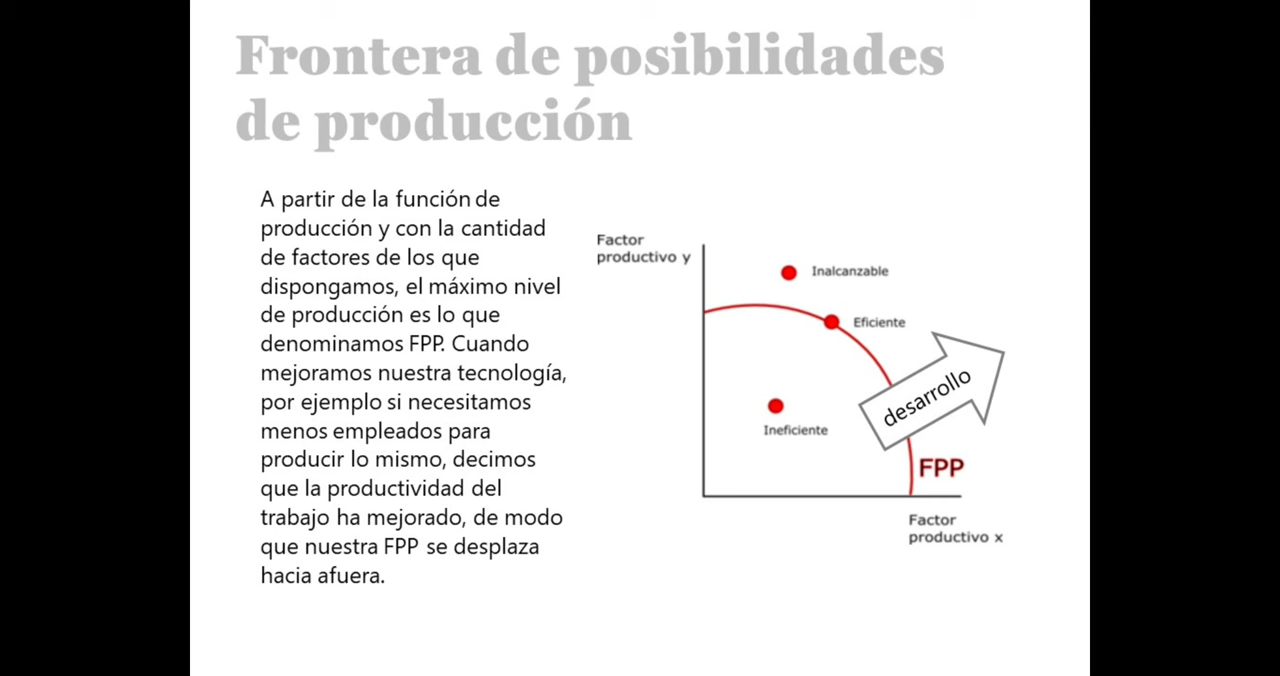 Frontera de posibilidades
de producción
A partir de la función de
producción y con la cantidad
de factores de los que
dispongamos, el máximo nivel
de producción es lo que
denominamos FPP. Cuando
mejoramos nuestra tecnología,
por ejemplo si necesitamos
menos empleados para
producir lo mismo, decimos
que la productividad del
trabajo ha mejorado, de modo
que nuestra FPP se desplaza
hacia afuera.
Factor
productivo y
Inalcanzable
Eficiente
desarrollo
Ineficiente
FPP
Factor
productivo x